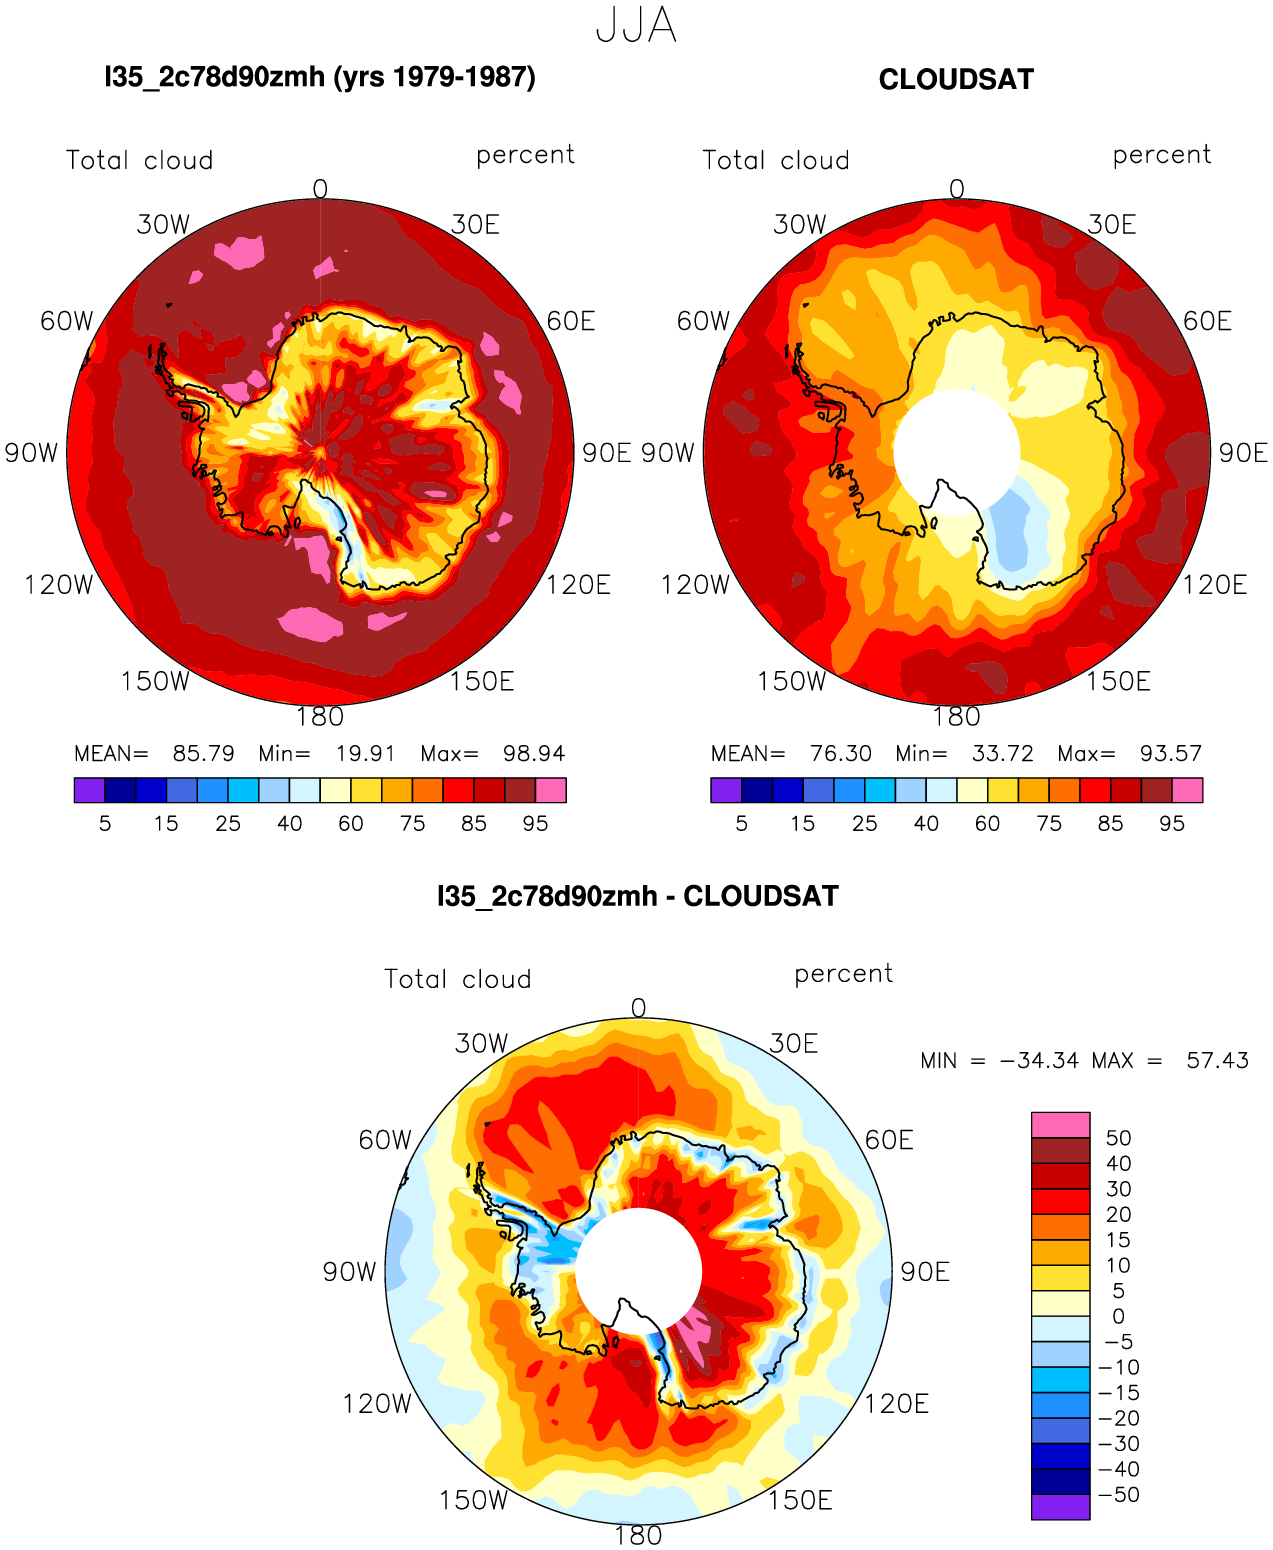 JJA
I35_2c78d90zmh (yrs 1979-1987)
CLOUDSAT
Total cloud percent
Total cloud percent
0
30W 30E
60W 60E
90W 90E
120W 120E
150W 150E
180
0
30W 30E
60W 60E
90W 90E
120W 120E
150W 150E
180
MEAN= 85.79 Min= 19.91 Max= 98.94
MEAN= 76.30 Min= 33.72 Max= 93.57
5 15 25 40 60 75 85 95
5 15 25 40 60 75 85 95
I35_2c78d90zmh - CLOUDSAT
Total cloud percent
0
30W 30E
60W 60E
90W 90E
120W 120E
150W 150E
180
MIN = -34.34 MAX = 57.43
50
40
30
20
15
10
5
0
-5
-10
-15
-20
-30
-40
-50